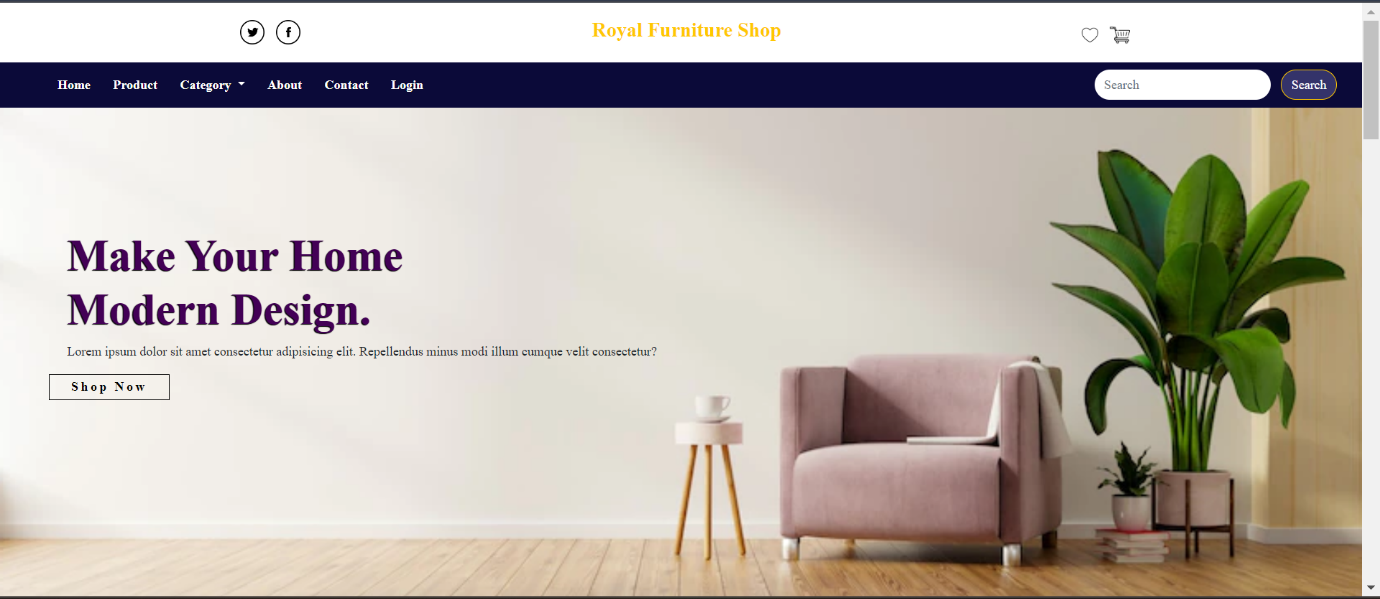 Royal Furniture Shop
Home Product Category About Contact Login Search Search
Make Your Home
Modern Design.
Lorem ipsum dolor sit amet consectetur adipisicing elit. Repellendus minus modi illum cumque velit consectetur?
Shop Now